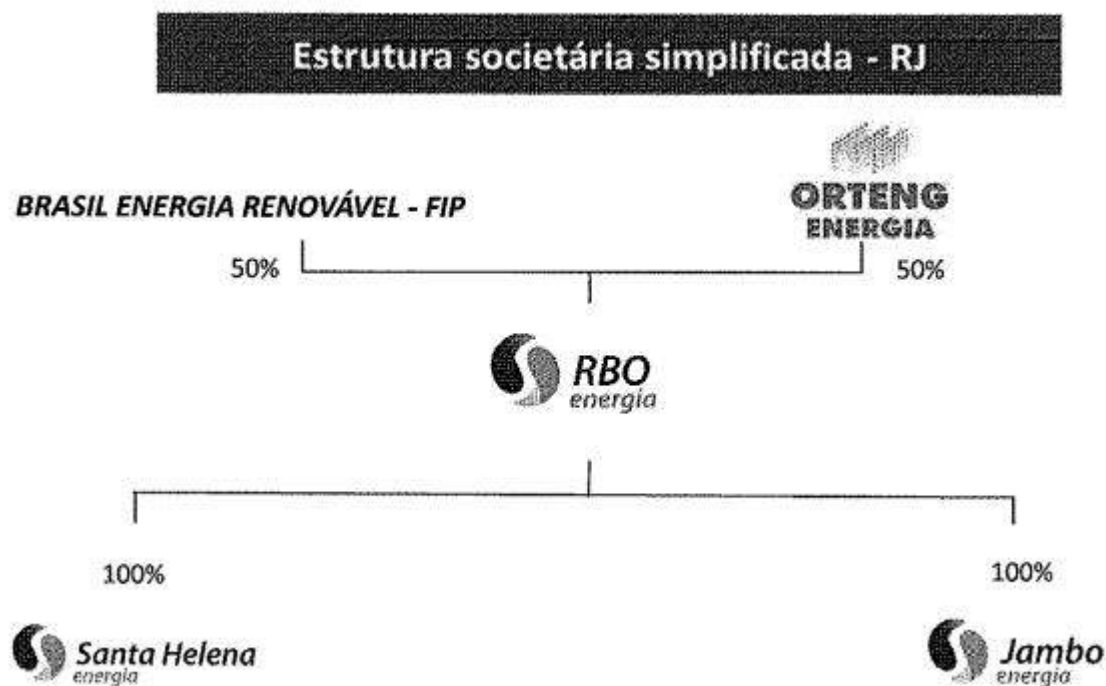 Estrutura societária simplificada - RJ
BRASIL ENERGIA RENOVÁVEL - FIP
ORTENG
ENERGIA
50%
50%
RBO
energia
100%
100%
Santa Helena
energia
Jambo
energia